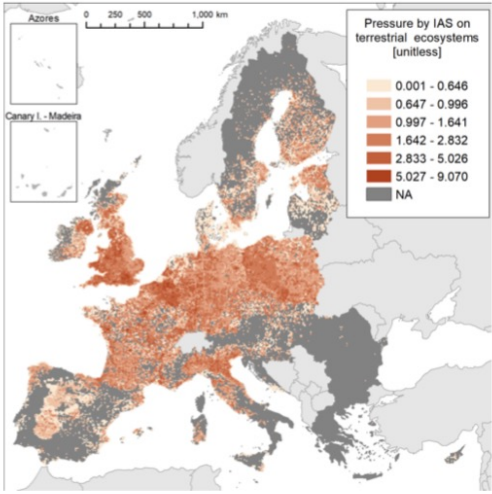 Azores
0 250 500 1,000 km
Canary I. - Madeira
Pressure by IAS on
terrestrial ecosystems
[unitless]
0.001 - 0.646
0.647 - 0.996
0.997 - 1.641
1.642 - 2.832
2.833 - 5.026
5.027 - 9.070
NA